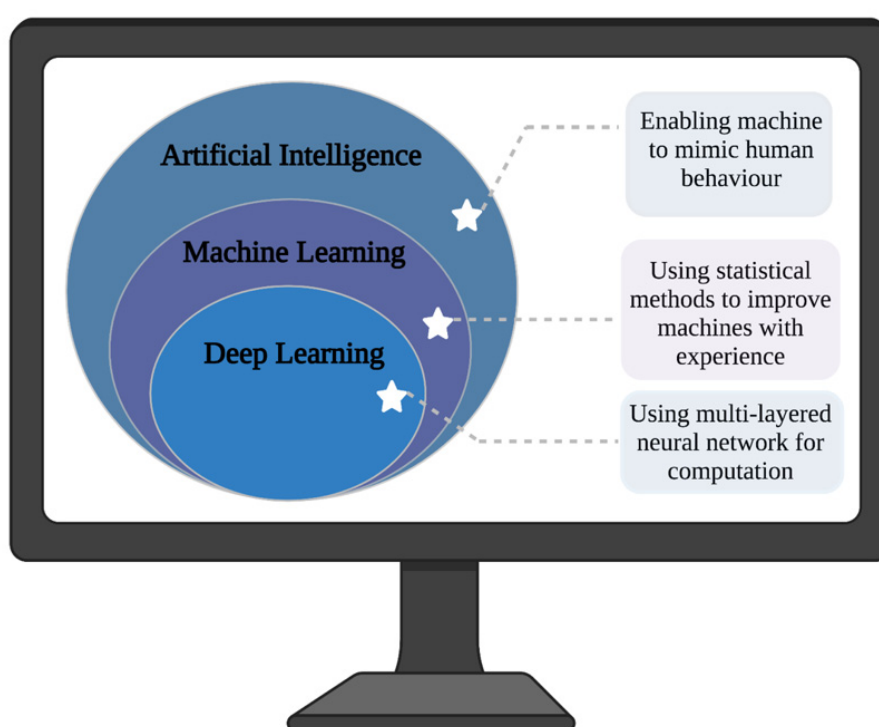 Artificial Intelligence
Machine Learning
Deep Learning
Enabling machine
to mimic human
behaviour
Using statistical
methods to improve
machines with
experience
Using multi-layered
neural network for
computation